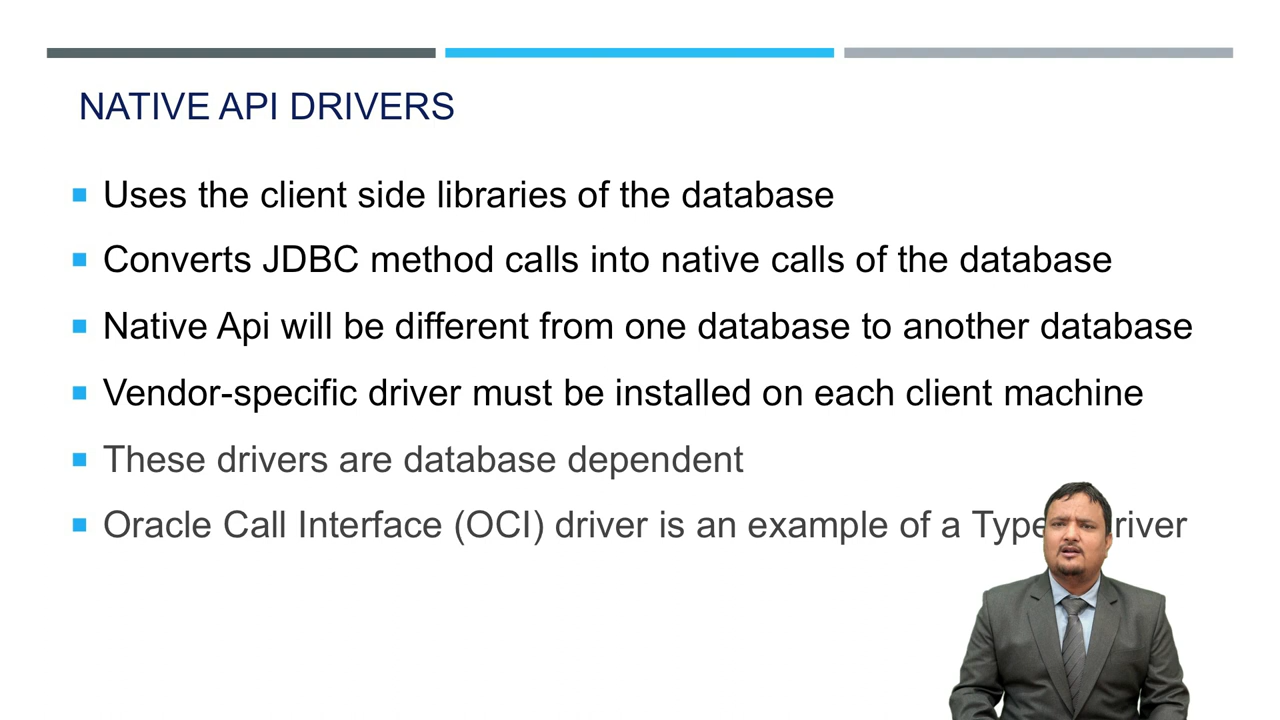 NATIVE API DRIVERS
Uses the client side libraries of the database
Converts JDBC method calls into native calls of the database
Native Api will be different from one database to another database
Vendor-specific driver must be installed on each client machine
These drivers are database dependent
Oracle Call Interface (OCI) driver is an example of a Type